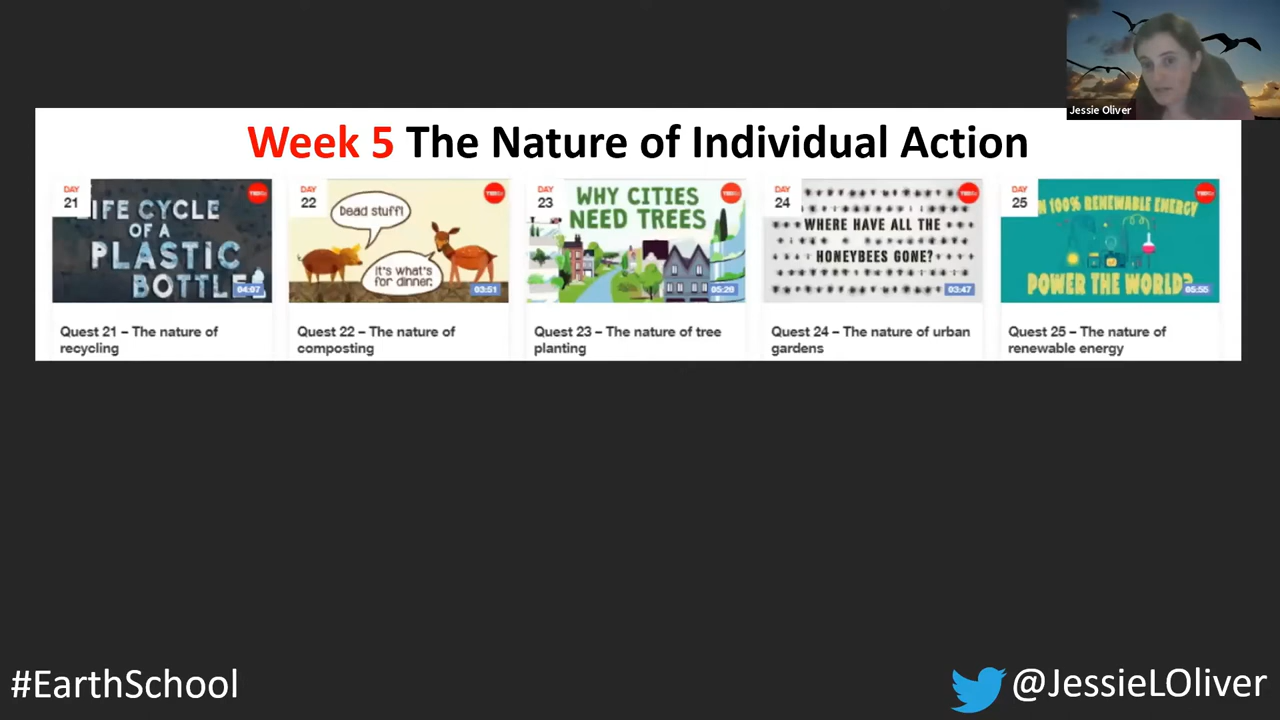 Jessie Oliver
Week 5 The Nature of Individual Action
DAY
21
IFE CYCLE
OF A
PLASTIC
BOTTLE
04:07
Quest 21 – The nature of
recycling
DAY
22
Dead stuff!
It's what's
for dinner.
03:51
Quest 22 – The nature of
composting
DAY
23
WHY CITIES
NEED TREES
05:20
Quest 23 – The nature of tree
planting
DAY
24
WHERE HAVE ALL THE
HONEYBEES GONE?
03:47
Quest 24 – The nature of urban
gardens
DAY
25
N 100% RENEWABLE ENERGY
POWER THE WORLD?
05:55
Quest 25 – The nature of
renewable energy
#EarthSchool
@JessieLOliver